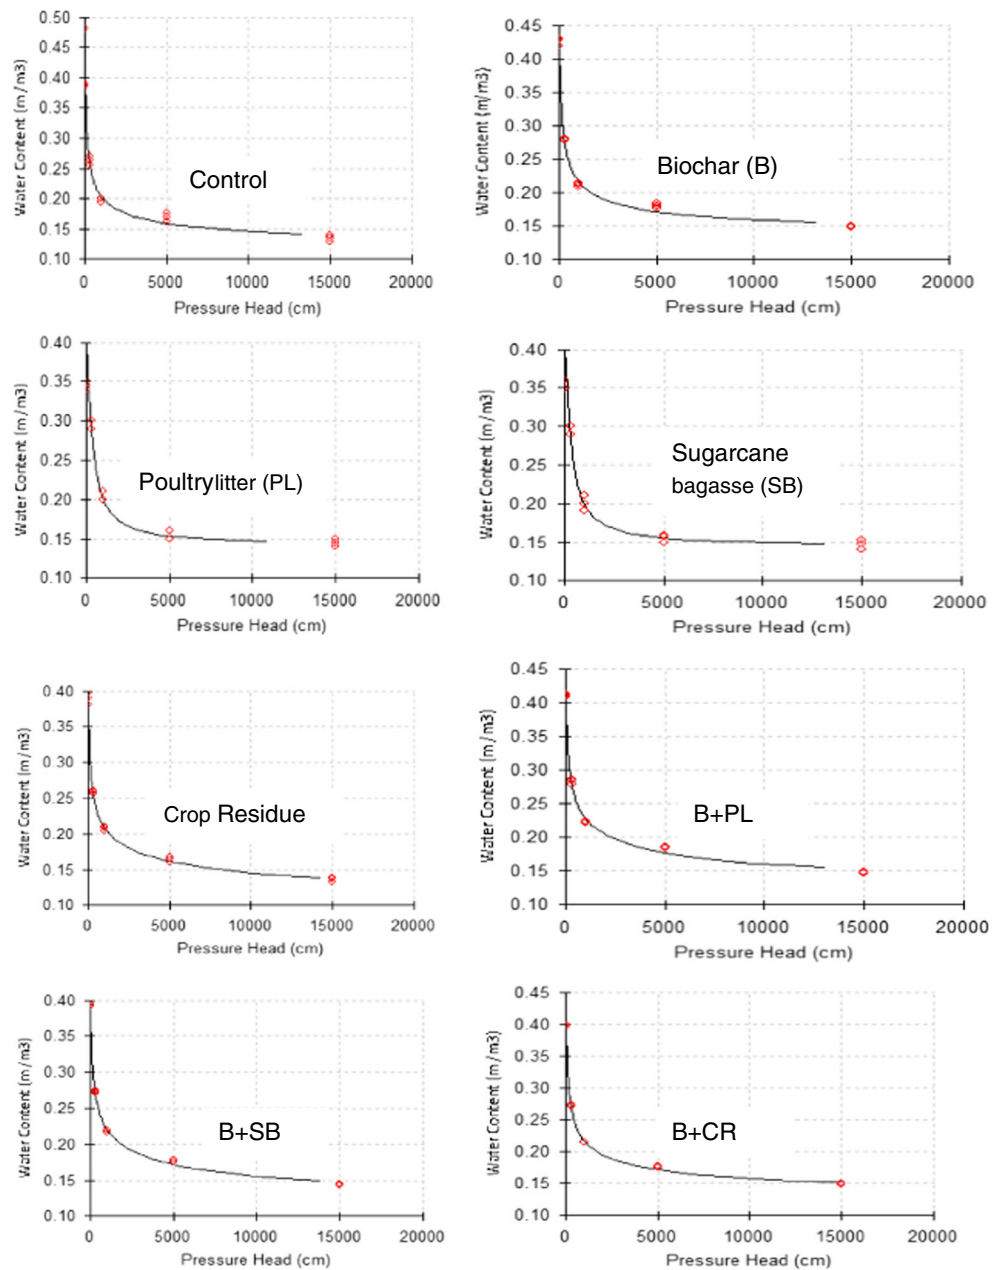 0.50
0.45
0.40
0.35
0.30
0.25
0.20
0.15
0.10
Water Content (m/m3)
Control
0 5000 10000 15000 20000
Pressure Head (cm)
0.45
0.40
0.35
0.30
0.25
0.20
0.15
0.10
Water Content (m/m3)
Biochar (B)
0 5000 10000 15000 20000
Pressure Head (cm)
0.40
0.35
0.30
0.25
0.20
0.15
0.10
Water Content (m/m3)
Poultrylitter (PL)
0 5000 10000 15000 20000
Pressure Head (cm)
0.40
0.35
0.30
0.25
0.20
0.15
0.10
Water Content (m/m3)
Sugarcane
bagasse (SB)
0 5000 10000 15000 20000
Pressure Head (cm)
0.40
0.35
0.30
0.25
0.20
0.15
0.10
Water Content (m/m3)
Crop Residue
0 5000 10000 15000 20000
Pressure Head (cm)
0.45
0.40
0.35
0.30
0.25
0.20
0.15
0.10
Water Content (m/m3)
B+PL
0 5000 10000 15000 20000
Pressure Head (cm)
0.40
0.35
0.30
0.25
0.20
0.15
0.10
Water Content (m/m3)
B+SB
0 5000 10000 15000 20000
Pressure Head (cm)
0.45
0.40
0.35
0.30
0.25
0.20
0.15
0.10
Water Content (m/m3)
B+CR
0 5000 10000 15000 20000
Pressure Head (cm)